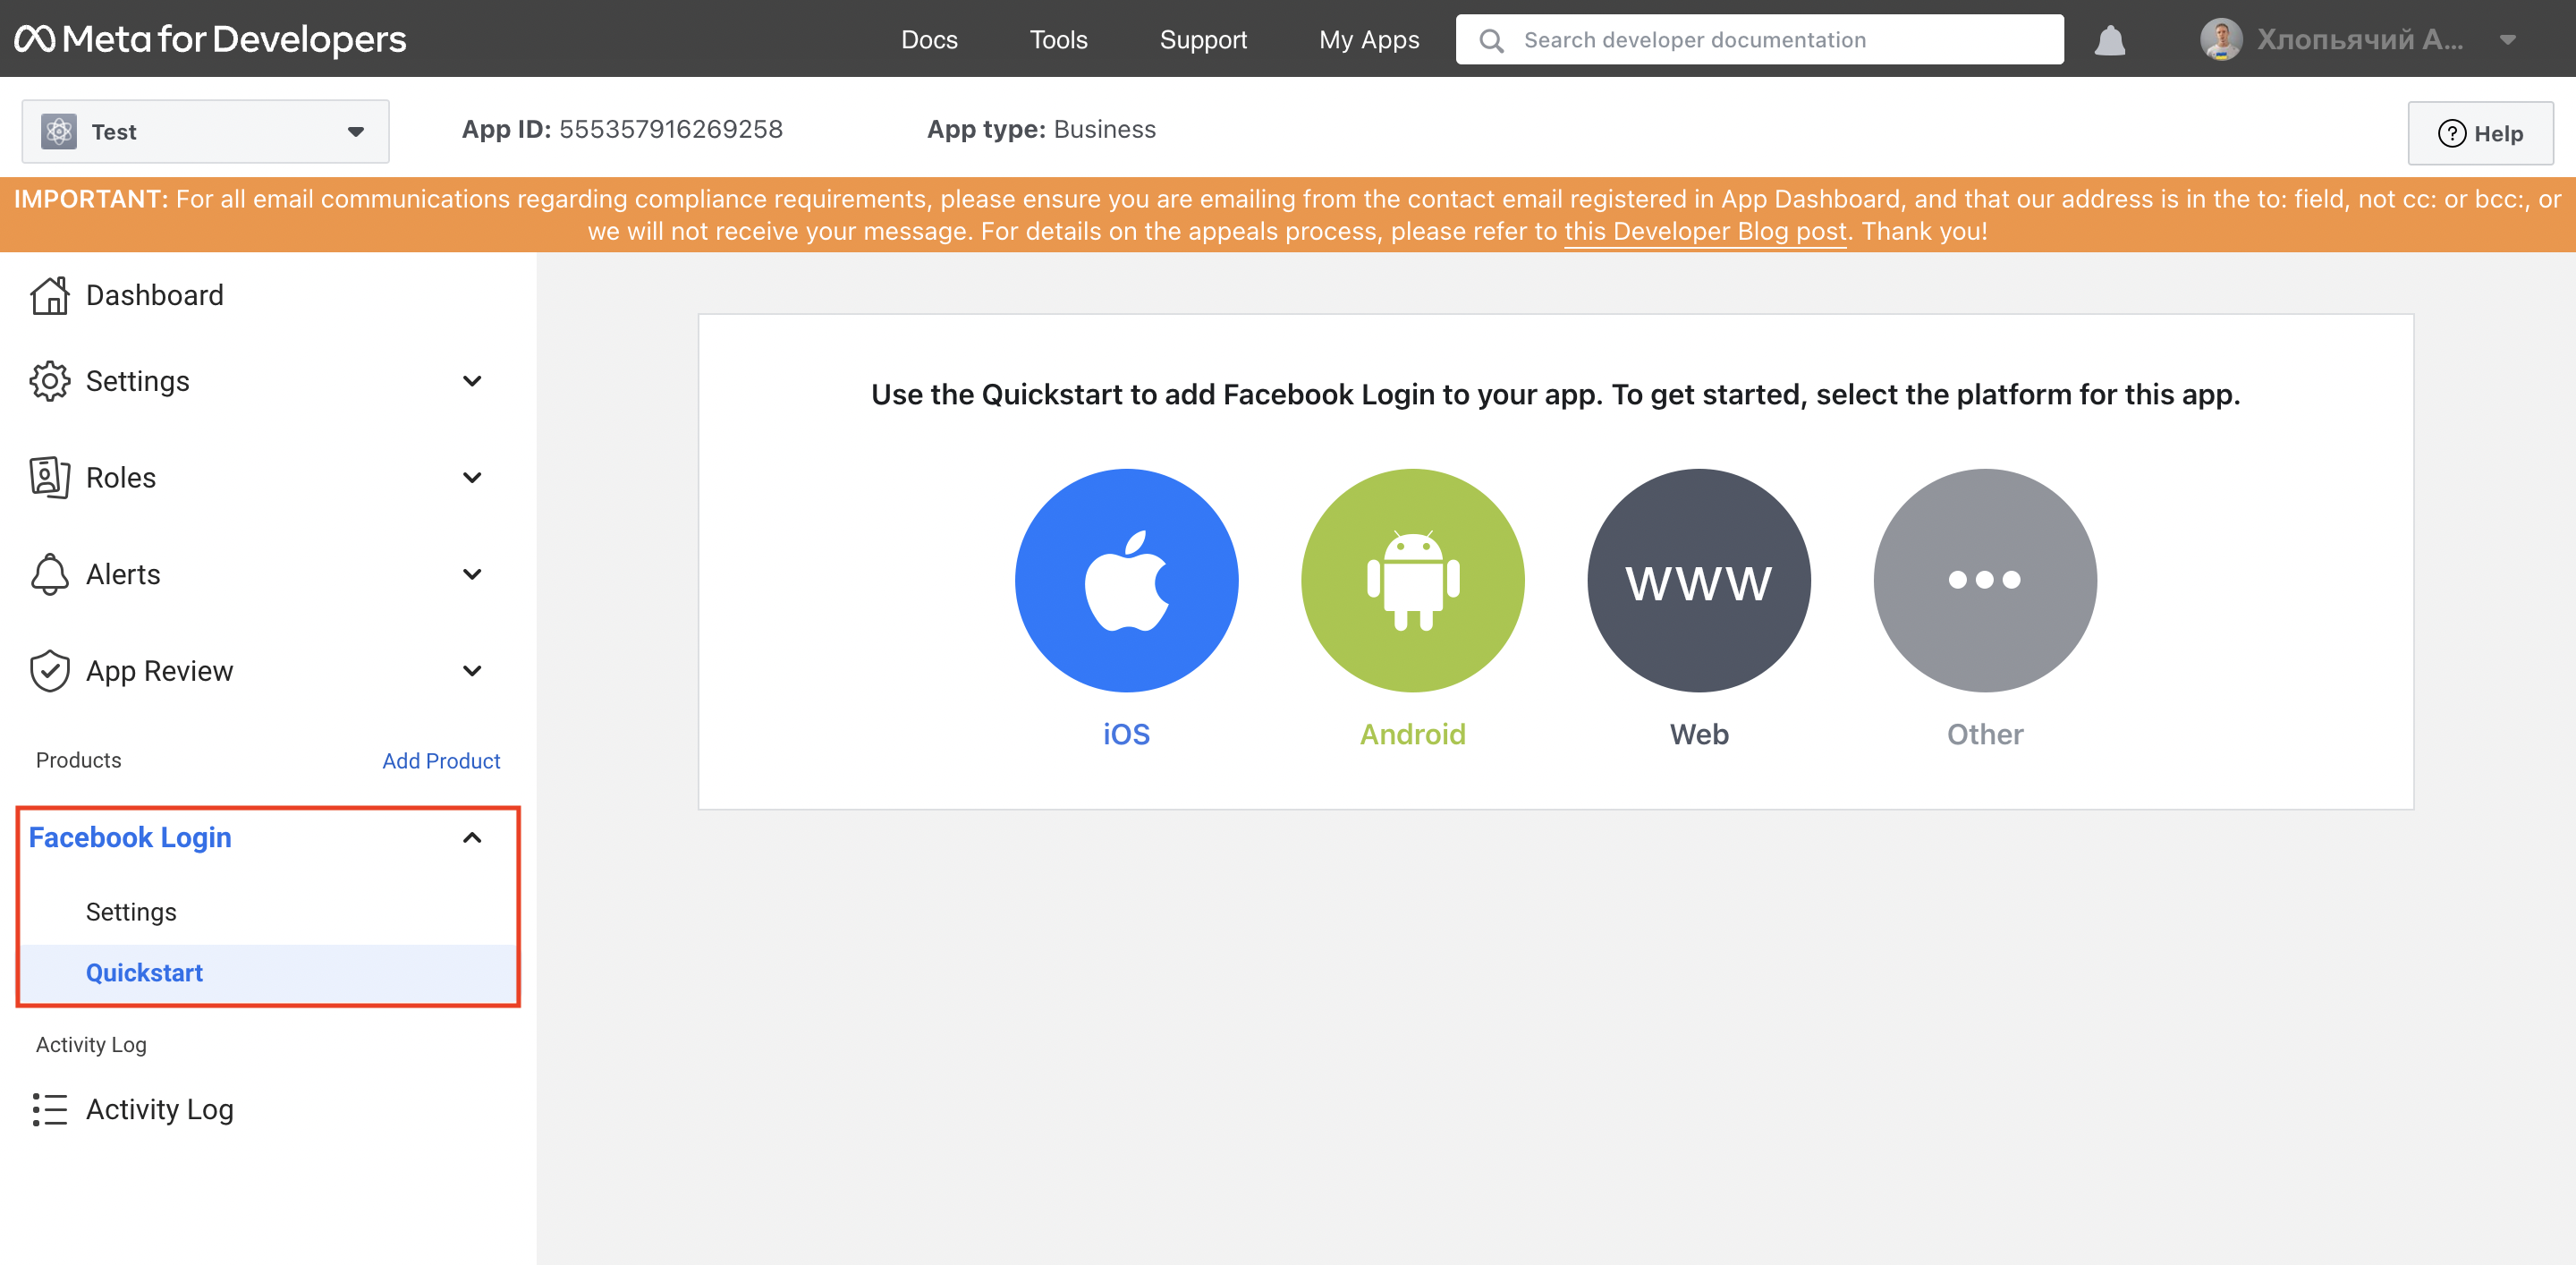 Meta for Developers
Docs
Tools
Support
My Apps
Search developer documentation
Хлопьячий А...
Test
App ID: 555357916269258
App type: Business
Help
IMPORTANT: For all email communications regarding compliance requirements, please ensure you are emailing from the contact email registered in App Dashboard, and that our address is in the to: field, not cc: or bcc:, or
we will not receive your message. For details on the appeals process, please refer to this Developer Blog post. Thank you!
Dashboard
Settings
Roles
Alerts
App Review
Products
Add Product
Facebook Login
Settings
Quickstart
Activity Log
Activity Log
Use the Quickstart to add Facebook Login to your app. To get started, select the platform for this app.
www
iOS
Android
Web
Other